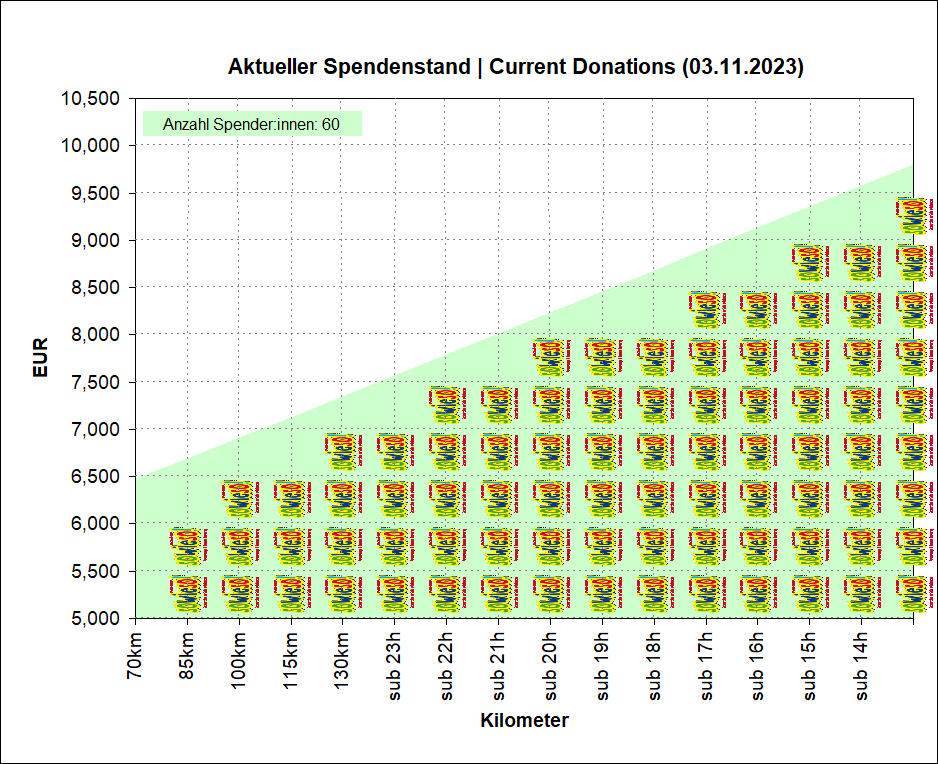 Aktueller Spendenstand | Current Donations (03.11.2023)
Anzahl Spender:innen: 60
EUR
10,500
10,000
9,500
9,000
8,500
8,000
7,500
7,000
6,500
6,000
5,500
5,000
70km
85km
100km
115km
130km
sub 23h
sub 22h
sub 21h
sub 20h
sub 19h
sub 18h
sub 17h
sub 16h
sub 15h
sub 14h
Kilometer